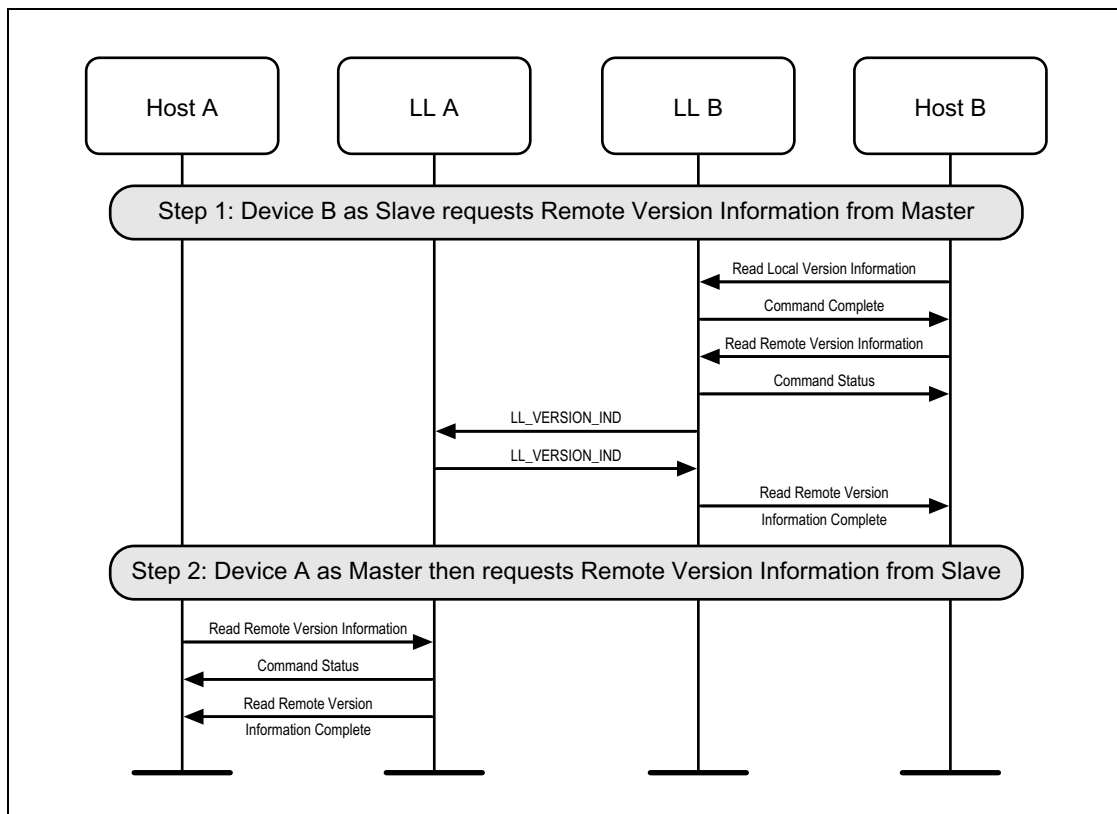 Host A
LL A
LL B
Host B
Step 1: Device B as Slave requests Remote Version Information from Master
Read Local Version Information
Command Complete
Read Remote Version Information
Command Status
LL_VERSION_IND
LL_VERSION_IND
Read Remote Version
Information Complete
Step 2: Device A as Master then requests Remote Version Information from Slave
Read Remote Version Information
Command Status
Read Remote Version
Information Complete